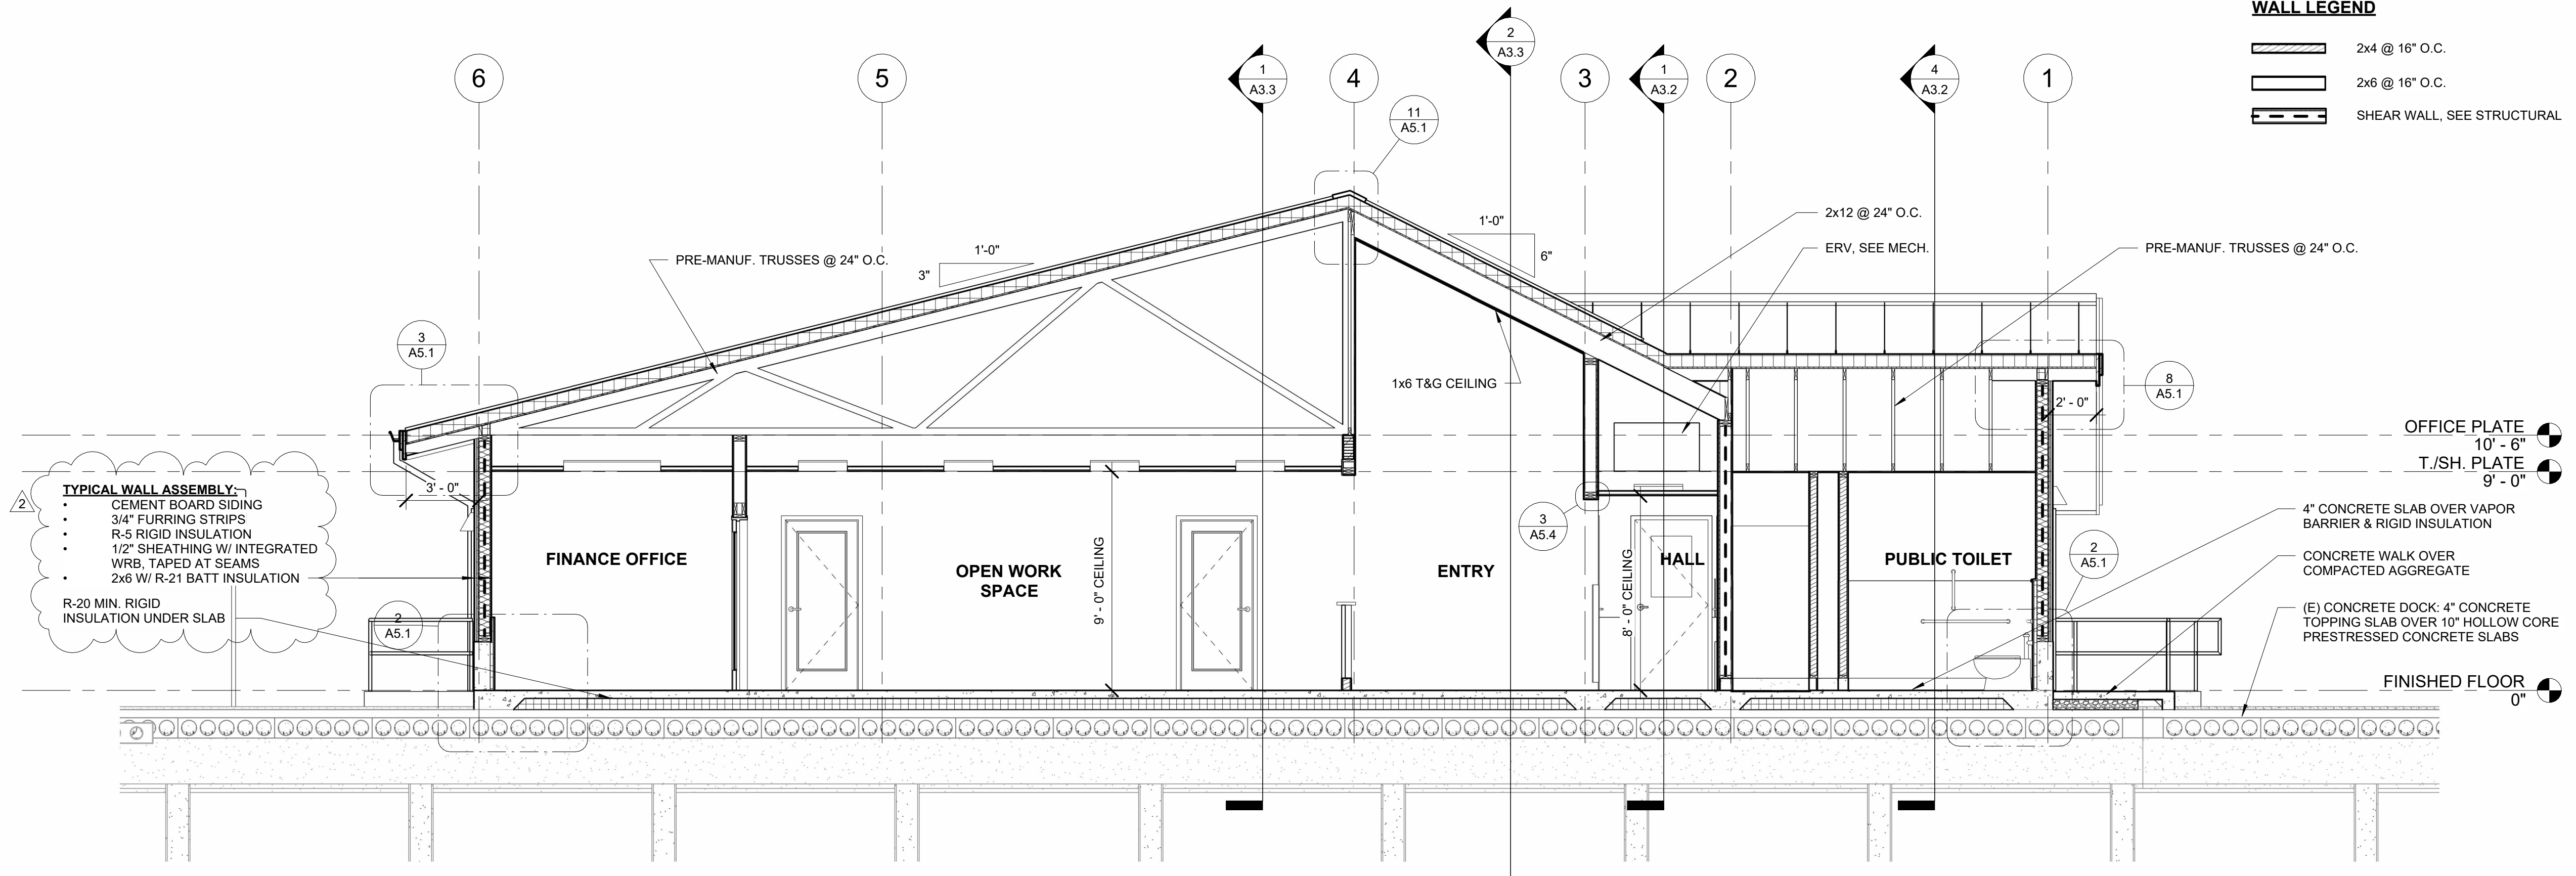 WALL LEGEND
2x4 @ 16" O.C.
2x6 @ 16" O.C.
SHEAR WALL, SEE STRUCTURAL
6
5
1
A3.3
4
2
A3.3
3
1
A3.2
2
4
A3.2
1
11
A5.1
2x12 @ 24" O.C.
ERV, SEE MECH.
PRE-MANUF. TRUSSES @ 24" O.C.
1'-0"
6"
1'-0"
3"
PRE-MANUF. TRUSSES @ 24" O.C.
3
A5.1
1x6 T&G CEILING
8
A5.1
2' - 0"
OFFICE PLATE
10' - 6"
T./SH. PLATE
9' - 0"
3' - 0"
2
TYPICAL WALL ASSEMBLY:
• CEMENT BOARD SIDING
• 3/4" FURRING STRIPS
• R-5 RIGID INSULATION
• 1/2" SHEATHING W/ INTEGRATED
WRB, TAPED AT SEAMS
• 2x6 W/ R-21 BATT INSULATION
R-20 MIN. RIGID
INSULATION UNDER SLAB
2
A5.1
FINANCE OFFICE
OPEN WORK
SPACE
9' - 0" CEILING
ENTRY
3
A5.4
8' - 0" CEILING
HALL
PUBLIC TOILET
2
A5.1
4" CONCRETE SLAB OVER VAPOR
BARRIER & RIGID INSULATION
CONCRETE WALK OVER
COMPACTED AGGREGATE
(E) CONCRETE DOCK: 4" CONCRETE
TOPPING SLAB OVER 10" HOLLOW CORE
PRESTRESSED CONCRETE SLABS
FINISHED FLOOR
0"